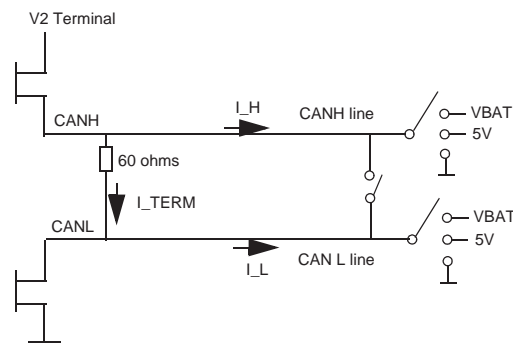 V2 Terminal
I_H
CANH
CANH line
VBAT
5V
60 ohms
I_TERM
CANL
VBAT
5V
I_L
CAN L line